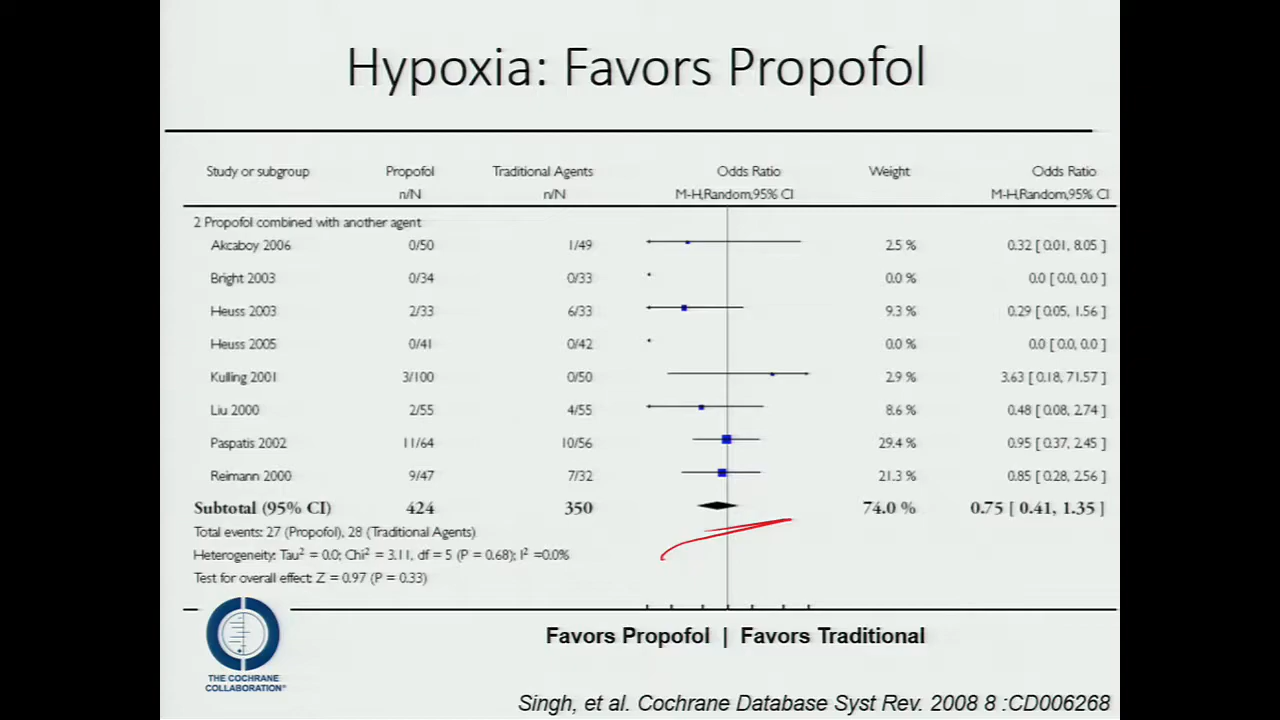 Hypoxia: Favors Propofol
Study or subgroup Propofol Traditional Agents Odds Ratio Weight Odds Ratio
n/N n/N M-H,Random,95% CI M-H,Random,95% CI
2 Propofol combined with another agent
Akcaboy 2006 0/50 1/49 2.5 % 0.32 [ 0.01, 8.05 ]
Bright 2003 0/34 0/33 0.0 % 0.0 [ 0.0, 0.0 ]
Heuss 2003 2/33 6/33 9.3 % 0.29 [ 0.05, 1.56 ]
Heuss 2005 0/41 0/42 0.0 % 0.0 [ 0.0, 0.0 ]
Kulling 2001 3/100 0/50 2.9 % 3.63 [ 0.18, 71.57 ]
Liu 2000 2/55 4/55 8.6 % 0.48 [ 0.08, 2.74 ]
Paspatis 2002 11/64 10/56 29.4 % 0.95 [ 0.37, 2.45 ]
Reimann 2000 9/47 7/32 21.3 % 0.85 [ 0.28, 2.56 ]
Subtotal (95% CI) 424 350 74.0 % 0.75 [ 0.41, 1.35 ]
Total events: 27 (Propofol), 28 (Traditional Agents)
Heterogeneity: Tau² = 0.0; Chi² = 3.11, df = 5 (P = 0.68); I² =0.0%
Test for overall effect: Z = 0.97 (P = 0.33)
Favors Propofol | Favors Traditional
THE COCHRANE
COLLABORATION®
Singh, et al. Cochrane Database Syst Rev. 2008 8 :CD006268